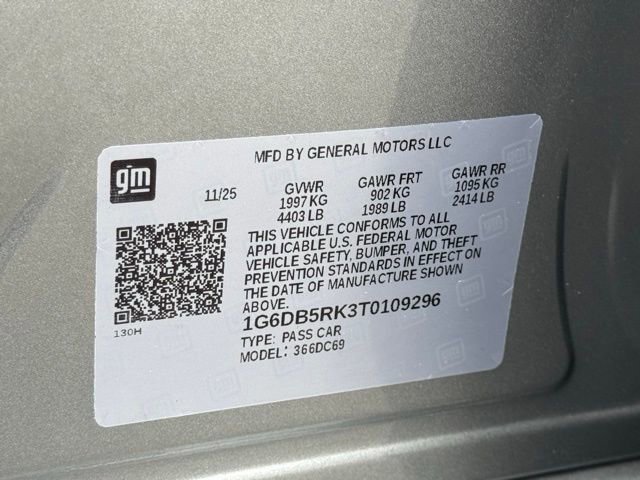 MFD BY GENERAL MOTORS LLC
gm
11/25 GVWR GAWR FRT GAWR RR
1997 KG 902 KG 1095 KG
4403 LB 1989 LB 2414 LB
THIS VEHICLE CONFORMS TO ALL
APPLICABLE U.S. FEDERAL MOTOR
VEHICLE SAFETY, BUMPER, AND THEFT
PREVENTION STANDARDS IN EFFECT ON
THE DATE OF MANUFACTURE SHOWN
ABOVE.
130H
1G6DB5RK3T0109296
TYPE: PASS CAR
MODEL: 366DC69